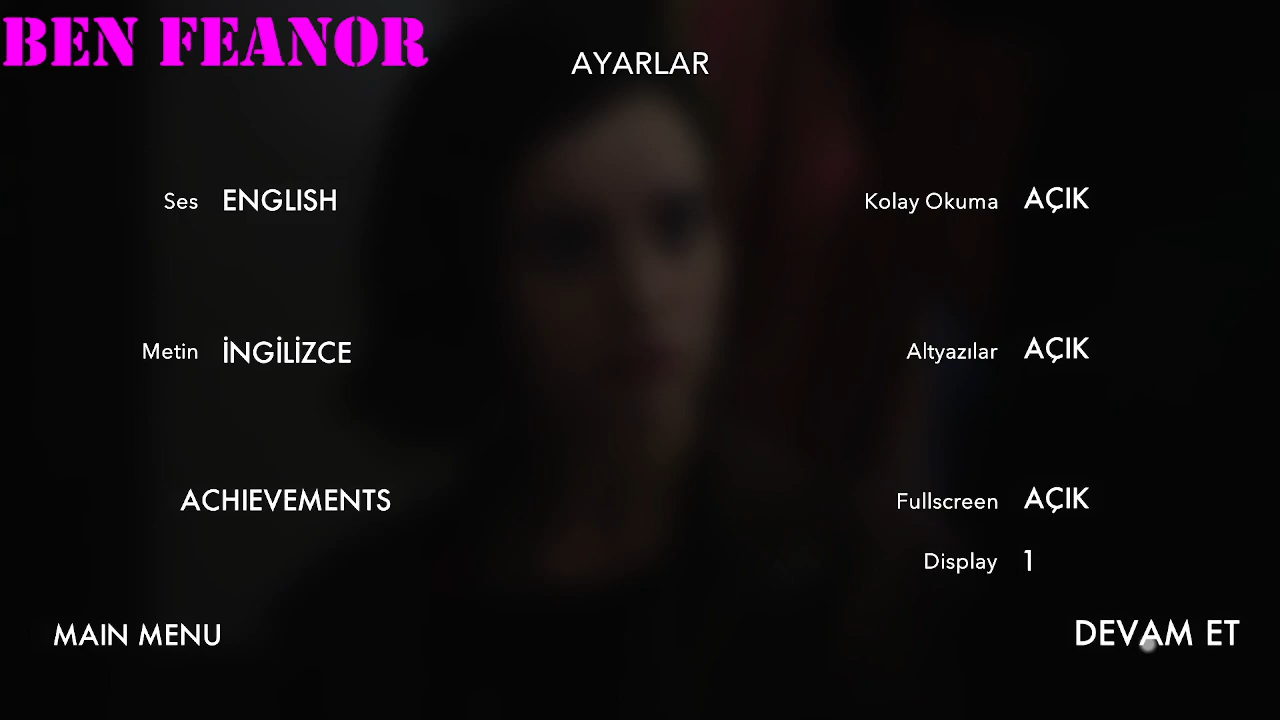 BEN FEANOR
AYARLAR
Ses ENGLISH
Kolay Okuma AÇIK
Metin İNGİLİZCE
Altyazılar AÇIK
ACHIEVEMENTS
Fullscreen AÇIK
Display 1
MAIN MENU
DEVAM ET